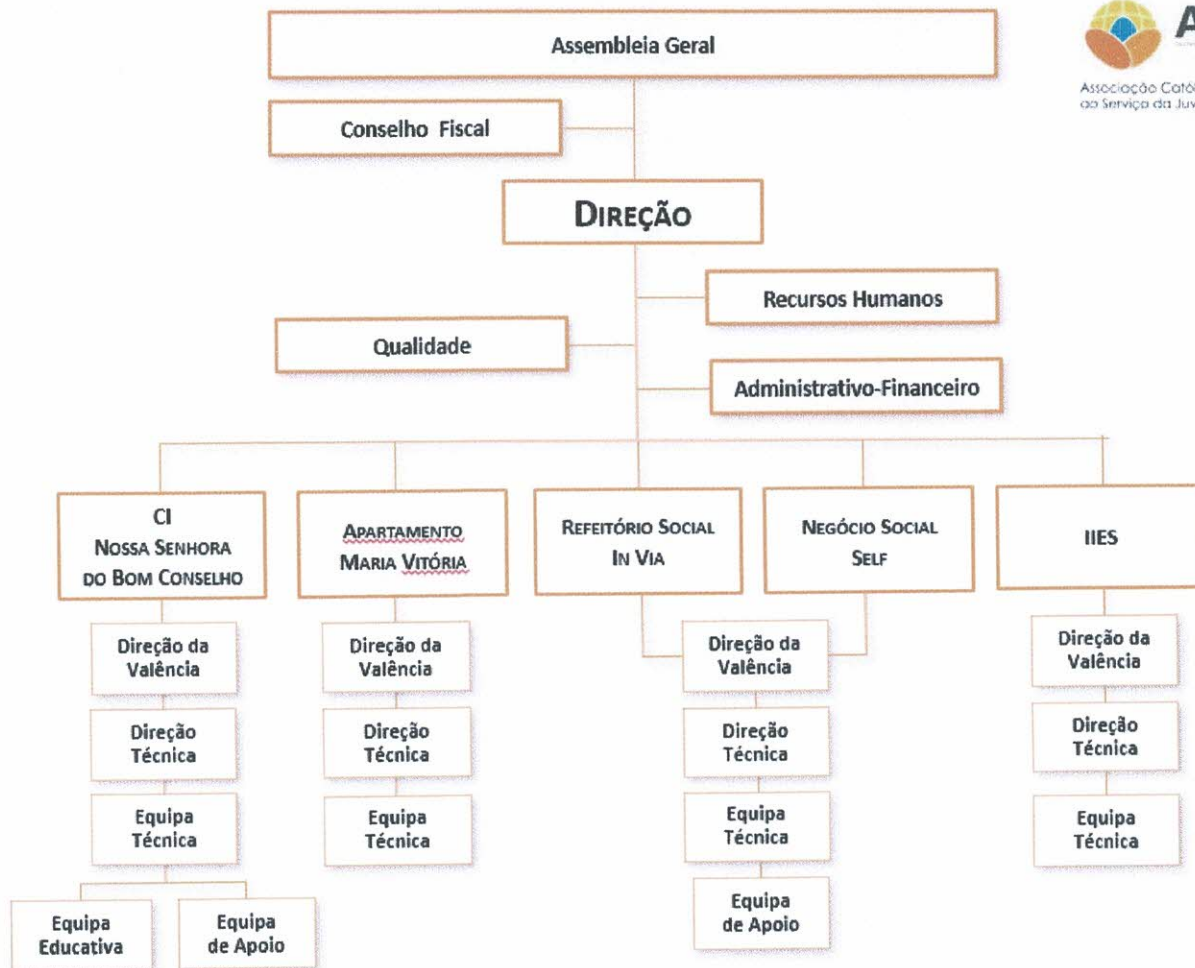 Assembleia Geral
Associação Católi
ao Serviço da Juv
Conselho Fiscal
DIREÇÃO
Recursos Humanos
Qualidade
Administrativo-Financeiro
CI
NOSSA SENHORA
DO BOM CONSELHO
APARTAMENTO
MARIA VITÓRIA
REFEITÓRIO SOCIAL
IN VIA
NEGÓCIO SOCIAL
SELF
IIES
Direção da
Valência
Direção da
Valência
Direção da
Valência
Direção da
Valência
Direção
Técnica
Direção
Técnica
Direção
Técnica
Direção
Técnica
Equipa
Técnica
Equipa
Técnica
Equipa
Técnica
Equipa
Técnica
Equipa
Educativa
Equipa
de Apoio
Equipa
de Apoio